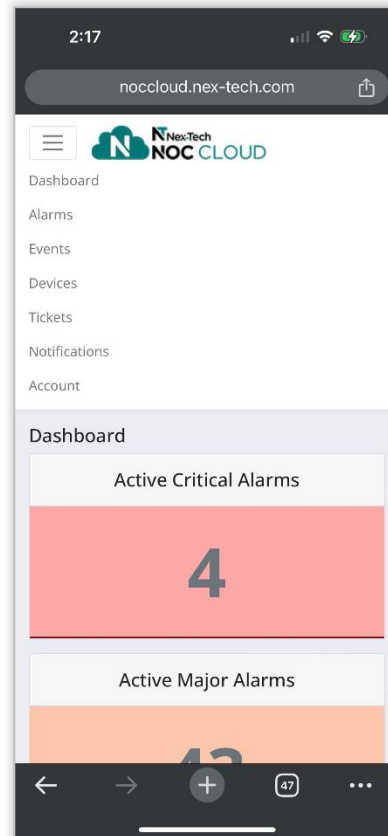 2:17
noccloud.nex-tech.com
N Nex-Tech
NOC CLOUD
Dashboard
Alarms
Events
Devices
Tickets
Notifications
Account
Dashboard
Active Critical Alarms
4
Active Major Alarms
47